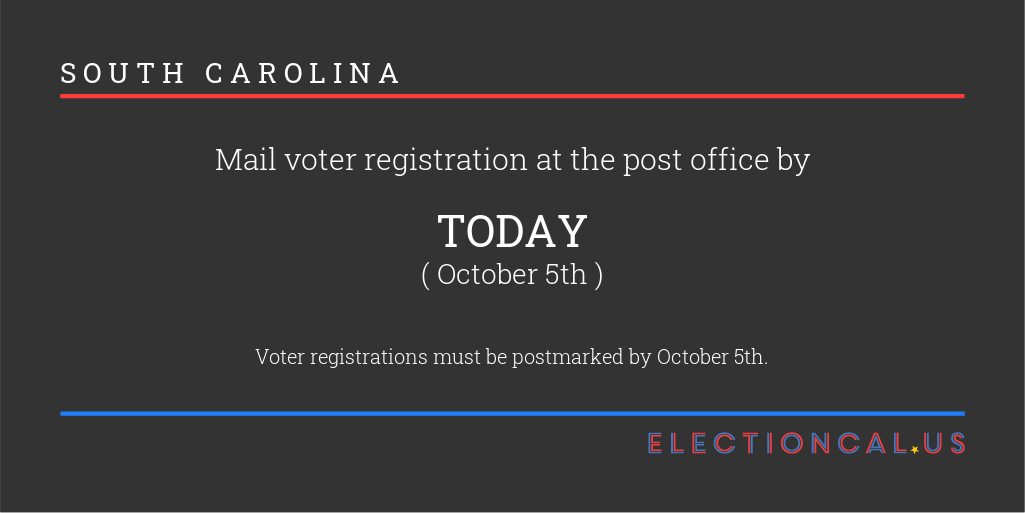 SOUTH CAROLINA
Mail voter registration at the post office by
TODAY
( October 5th )
Voter registrations must be postmarked by October 5th.
ELECTIONCAL.US